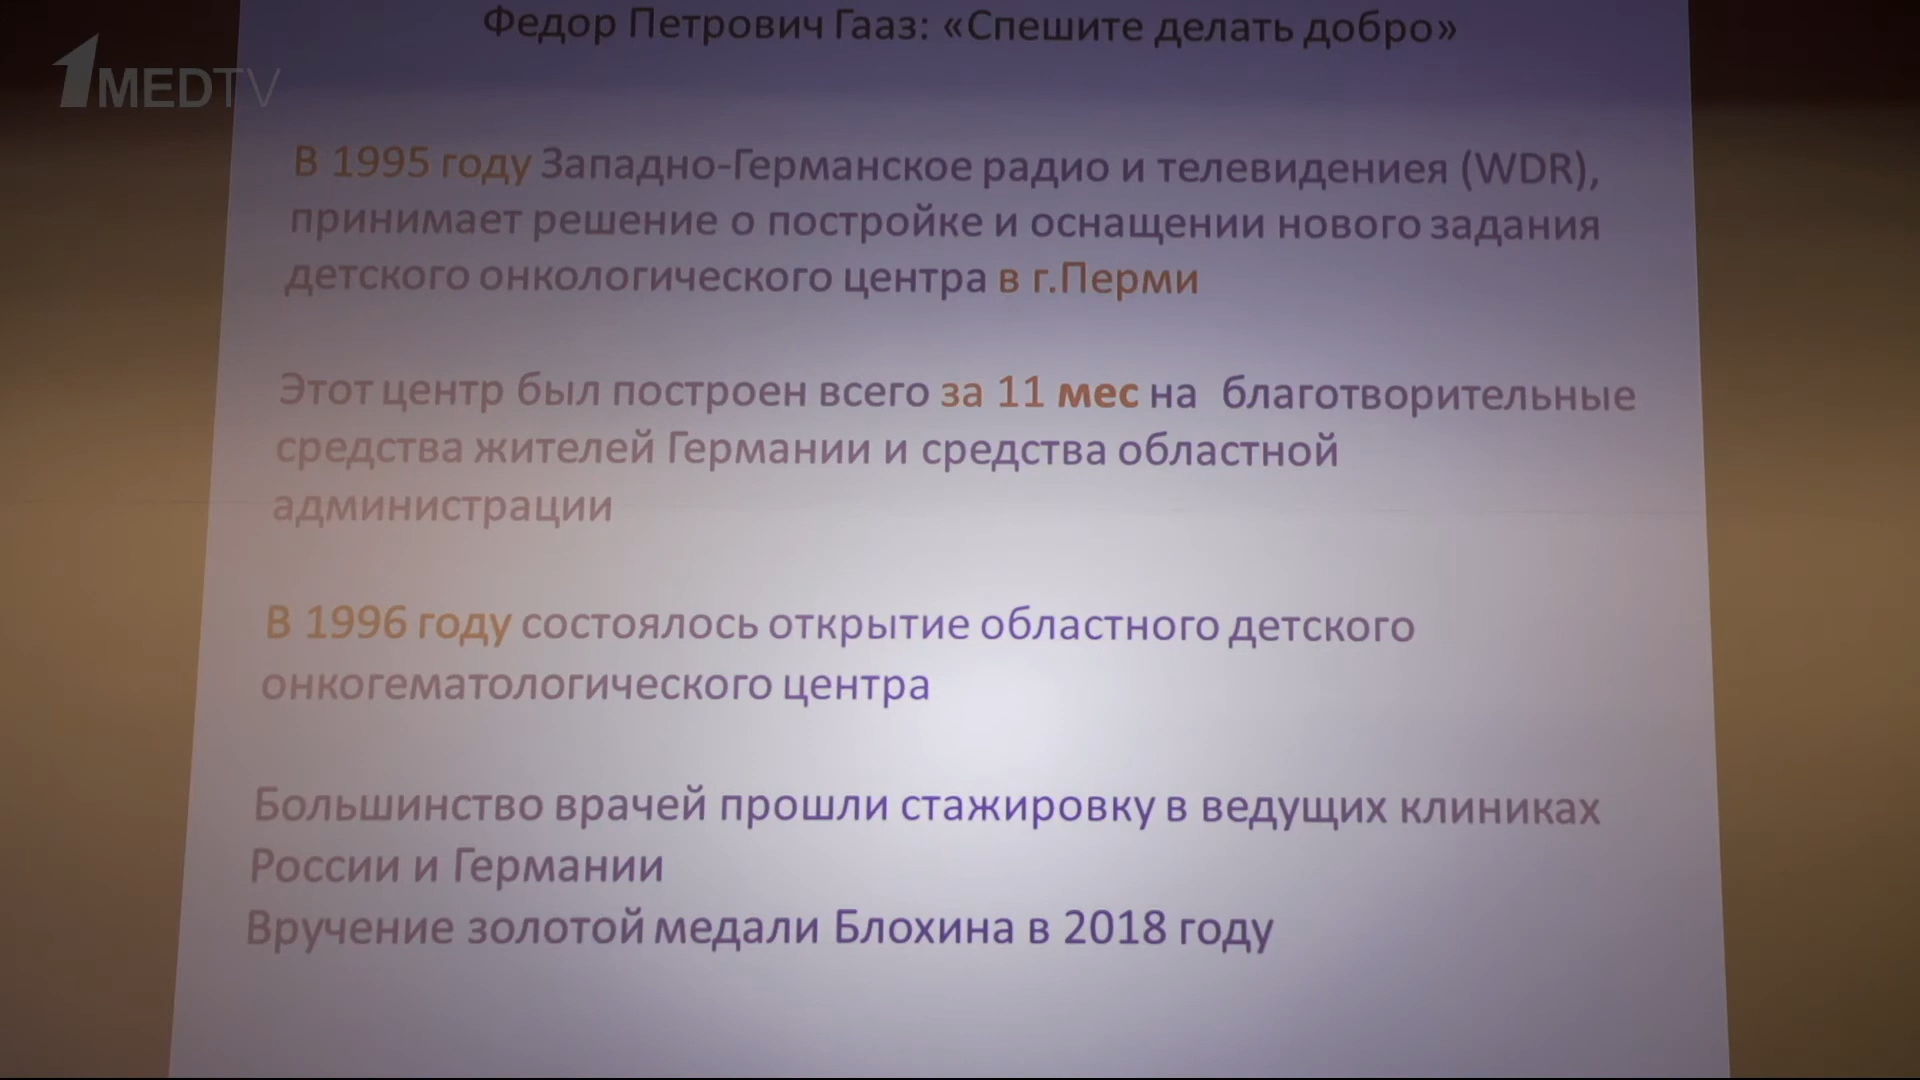 Федор Петрович Гааз: «Спешите делать добро»
1MEDTV
В 1995 году Западно-Германское радио и телевидениея (WDR),
принимает решение о постройке и оснащении нового задания
детского онкологического центра в г.Перми
Этот центр был построен всего за 11 мес на благотворительные
средства жителей Германии и средства областной
администрации
В 1996 году состоялось открытие областного детского
онкогематологического центра
Большинство врачей прошли стажировку в ведущих клиниках
России и Германии
Вручение золотой медали Блохина в 2018 году